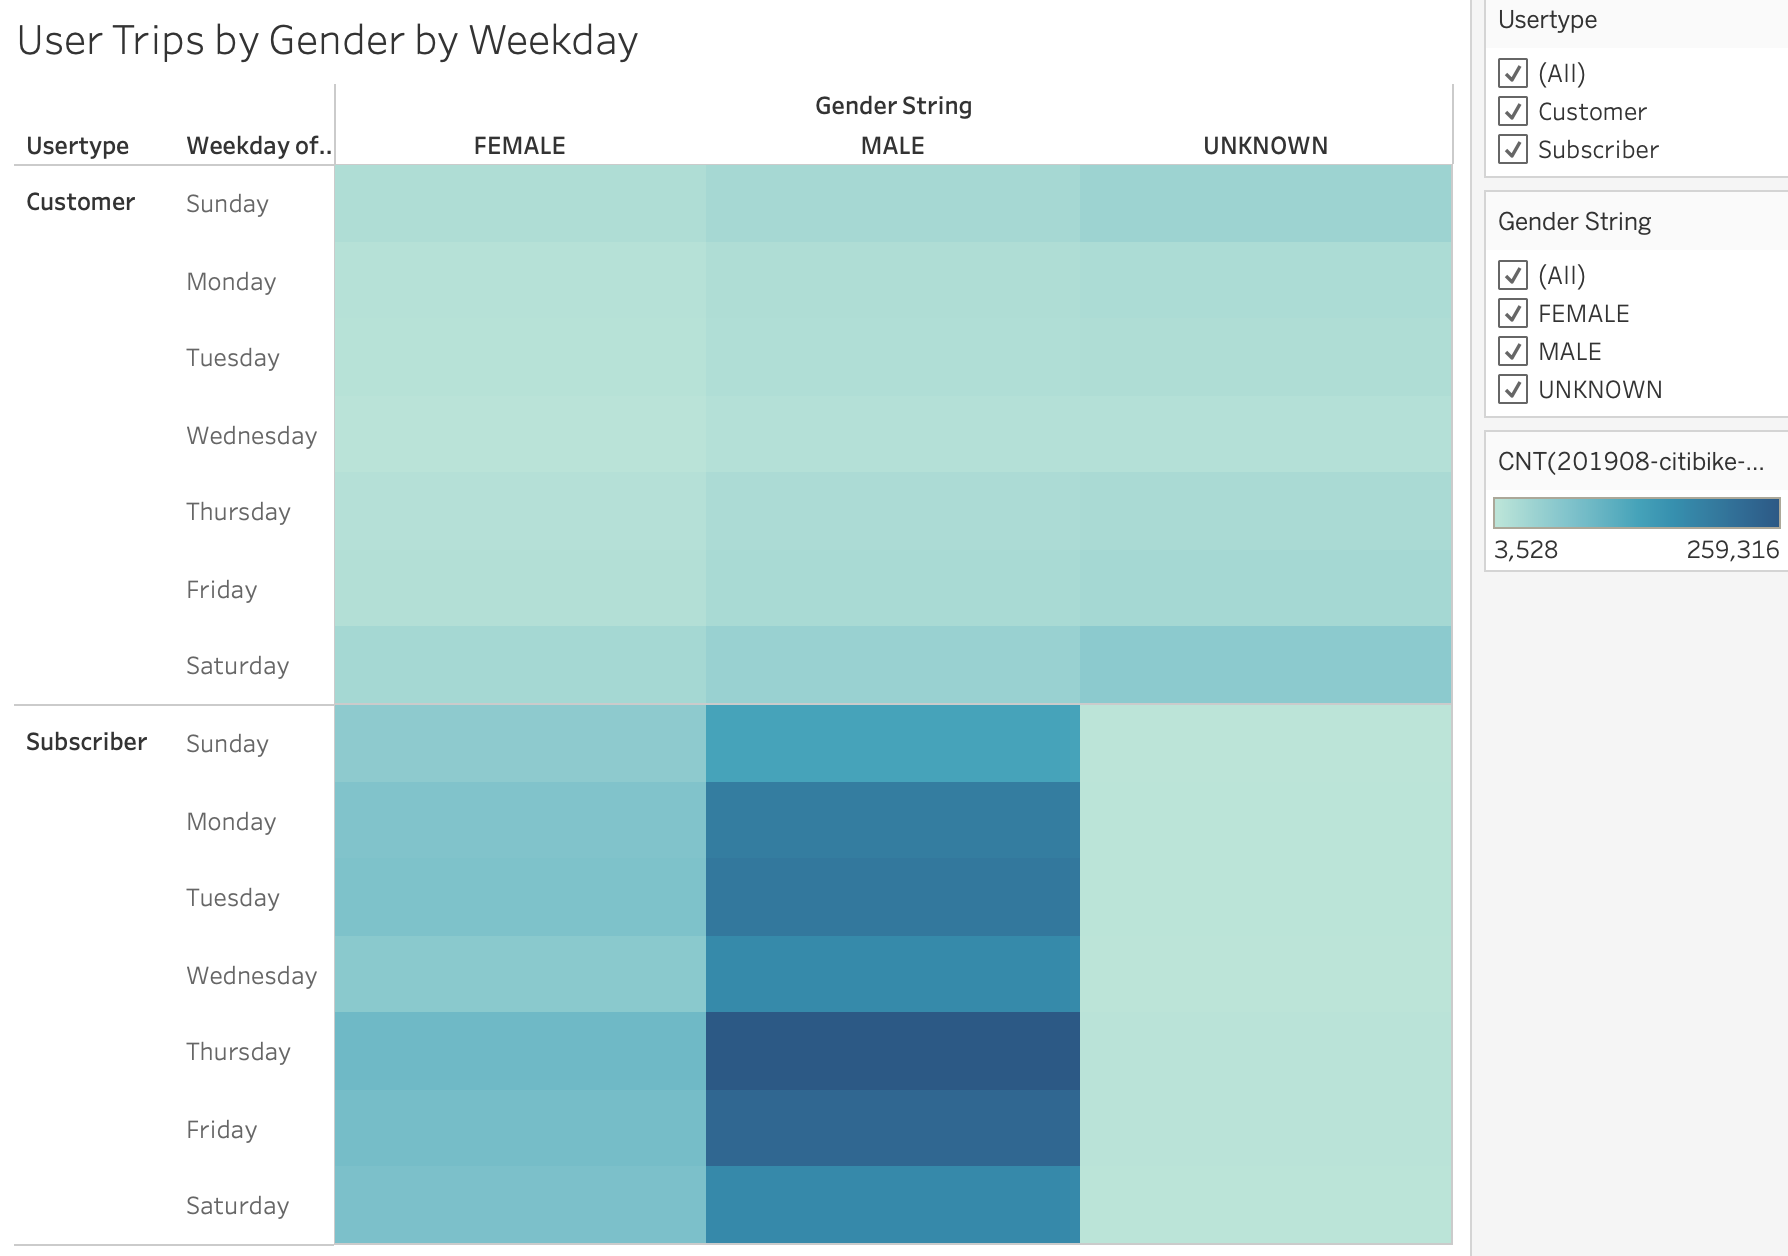 User Trips by Gender by Weekday
Gender String
Usertype Weekday of.. FEMALE MALE UNKNOWN
Customer Sunday
Monday
Tuesday
Wednesday
Thursday
Friday
Saturday
Subscriber Sunday
Monday
Tuesday
Wednesday
Thursday
Friday
Saturday
Usertype
(All)
Customer
Subscriber
Gender String
(All)
FEMALE
MALE
UNKNOWN
CNT(201908-citibike-...
3,528 259,316